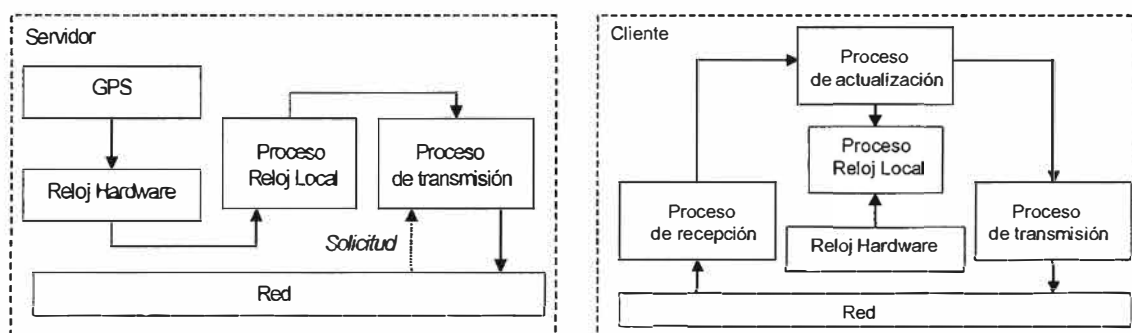 Servidor
GPS
Reloj Hardware
Proceso
Reloj Local
Proceso
de transmisión
Solicitud
Red
Cliente
Proceso
de actualización
Proceso
Reloj Local
Proceso
de recepción
Reloj Hardware
Proceso
de transmisión
Red